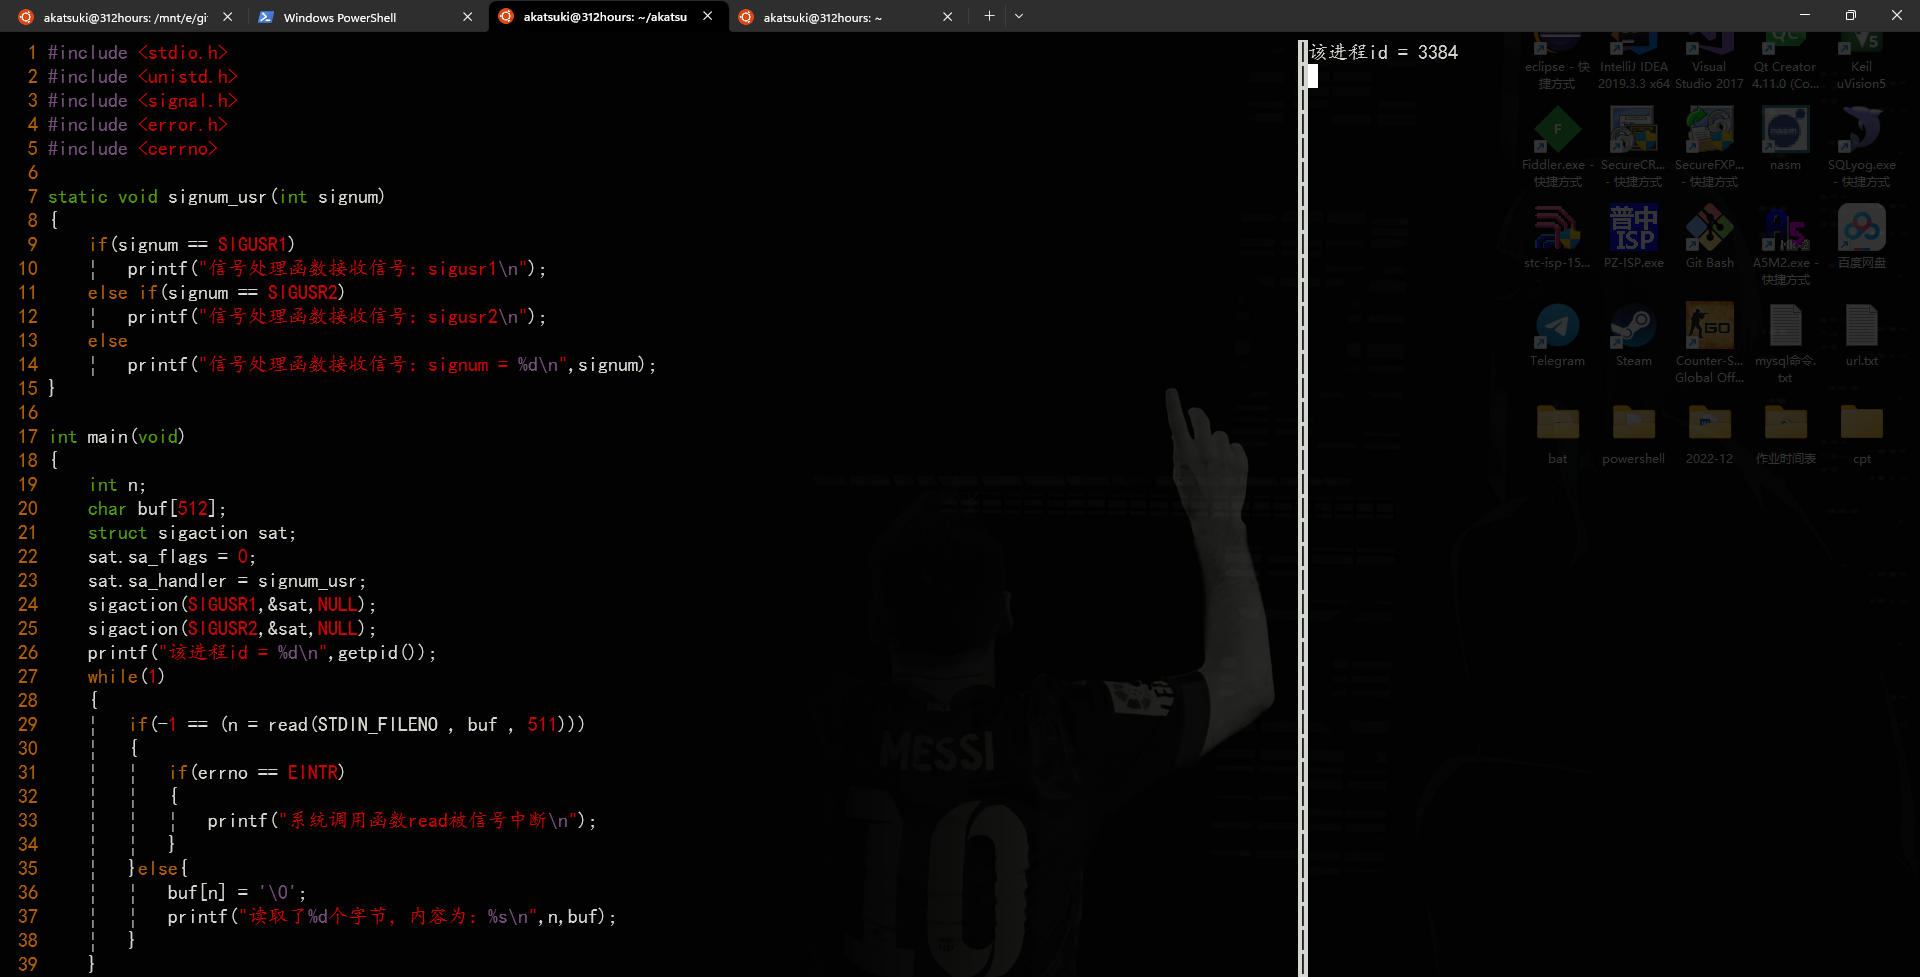 akatsuki@312hours: /mnt/e/gi
Windows PowerShell
akatsuki@312hours: ~/akatsu
akatsuki@312hours: ~
1 #include <stdio.h>
2 #include <unistd.h>
3 #include <signal.h>
4 #include <error.h>
5 #include <cerrno>
6
7 static void signum_usr(int signum)
8 {
9 if(signum == SIGUSR1)
10 printf("信号处理函数接收信号: sigusr1\n");
11 else if(signum == SIGUSR2)
12 printf("信号处理函数接收信号: sigusr2\n");
13 else
14 printf("信号处理函数接收信号: signum = %d\n",signum);
15 }
16
17 int main(void)
18 {
19 int n;
20 char buf[512];
21 struct sigaction sat;
22 sat.sa_flags = 0;
23 sat.sa_handler = signum_usr;
24 sigaction(SIGUSR1,&sat,NULL);
25 sigaction(SIGUSR2,&sat,NULL);
26 printf("该进程id = %d\n",getpid());
27 while(1)
28 {
29 if(-1 == (n = read(STDIN_FILENO , buf , 511)))
30 {
31 if(errno == EINTR)
32 {
33 printf("系统调用函数read被信号中断\n");
34 }
35 }else{
36 buf[n] = '\0';
37 printf("读取了%d个字节, 内容为: %s\n",n,buf);
38 }
39 }
该进程id = 3384
eclipse - 快捷方式
IntelliJ IDEA 2019.3.3 x64
Visual Studio 2017
Qt Creator 4.11.0 (Co...
Keil uVision5
Fiddler.exe - 快捷方式
SecureCR... - 快捷方式
SecureFXP... - 快捷方式
nasm
SQLyog.exe - 快捷方式
stc-isp-15...
普中 ISP
PZ-ISP.exe
Git Bash
A5M2.exe - 快捷方式
百度网盘
Telegram
Steam
GO
Counter-S... Global Off...
mysql命令.txt
url.txt
bat
powershell
2022-12
作业时间表
cpt
MESSI
10